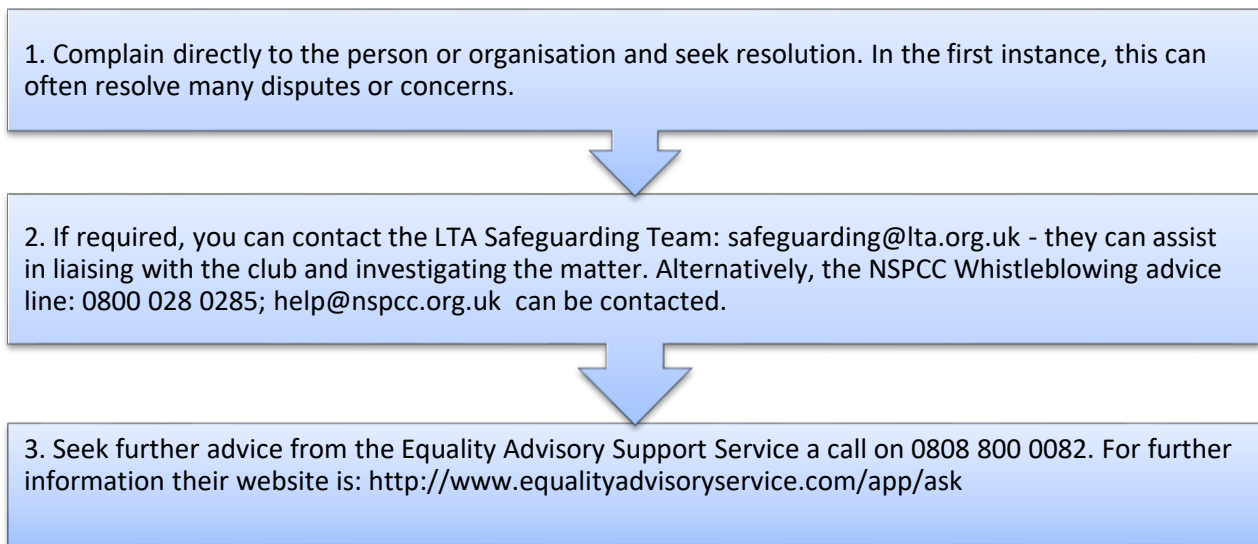 1. Complain directly to the person or organisation and seek resolution. In the first instance, this can
often resolve many disputes or concerns.
2. If required, you can contact the LTA Safeguarding Team: safeguarding@lta.org.uk - they can assist
in liaising with the club and investigating the matter. Alternatively, the NSPCC Whistleblowing advice
line: 0800 028 0285; help@nspcc.org.uk  can be contacted.
3. Seek further advice from the Equality Advisory Support Service a call on 0808 800 0082. For further
information their website is: http://www.equalityadvisoryservice.com/app/ask